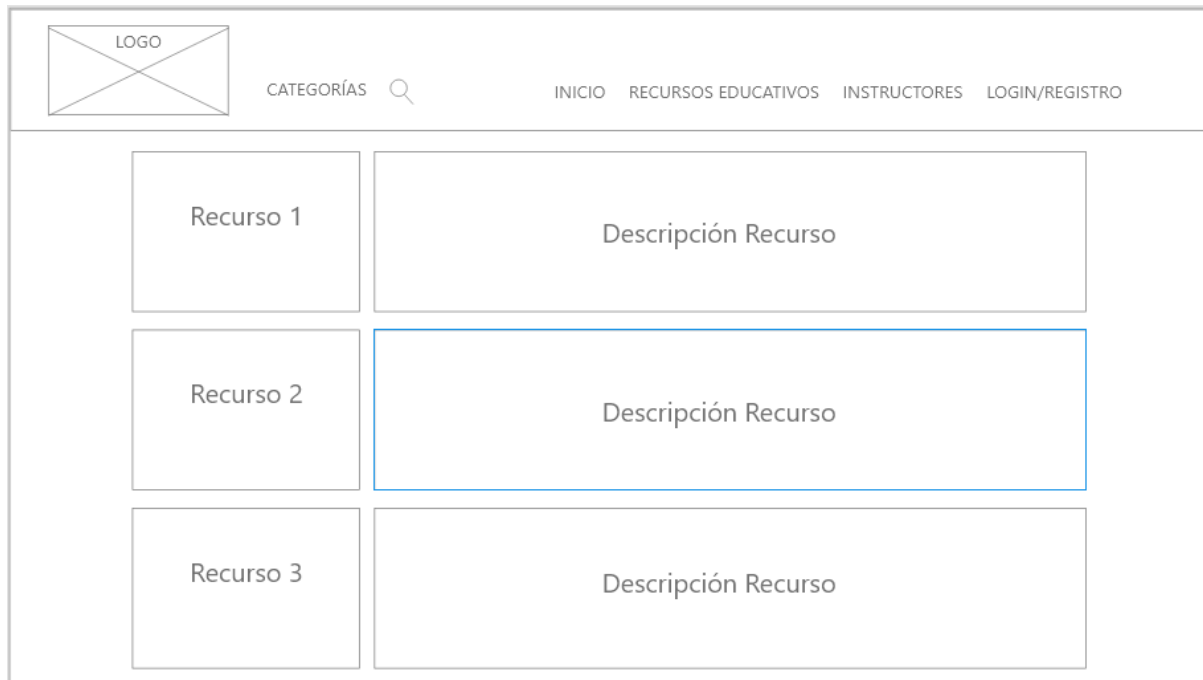 LOGO
CATEGORÍAS
INICIO RECURSOS EDUCATIVOS INSTRUCTORES LOGIN/REGISTRO
Recurso 1
Descripción Recurso
Recurso 2
Descripción Recurso
Recurso 3
Descripción Recurso